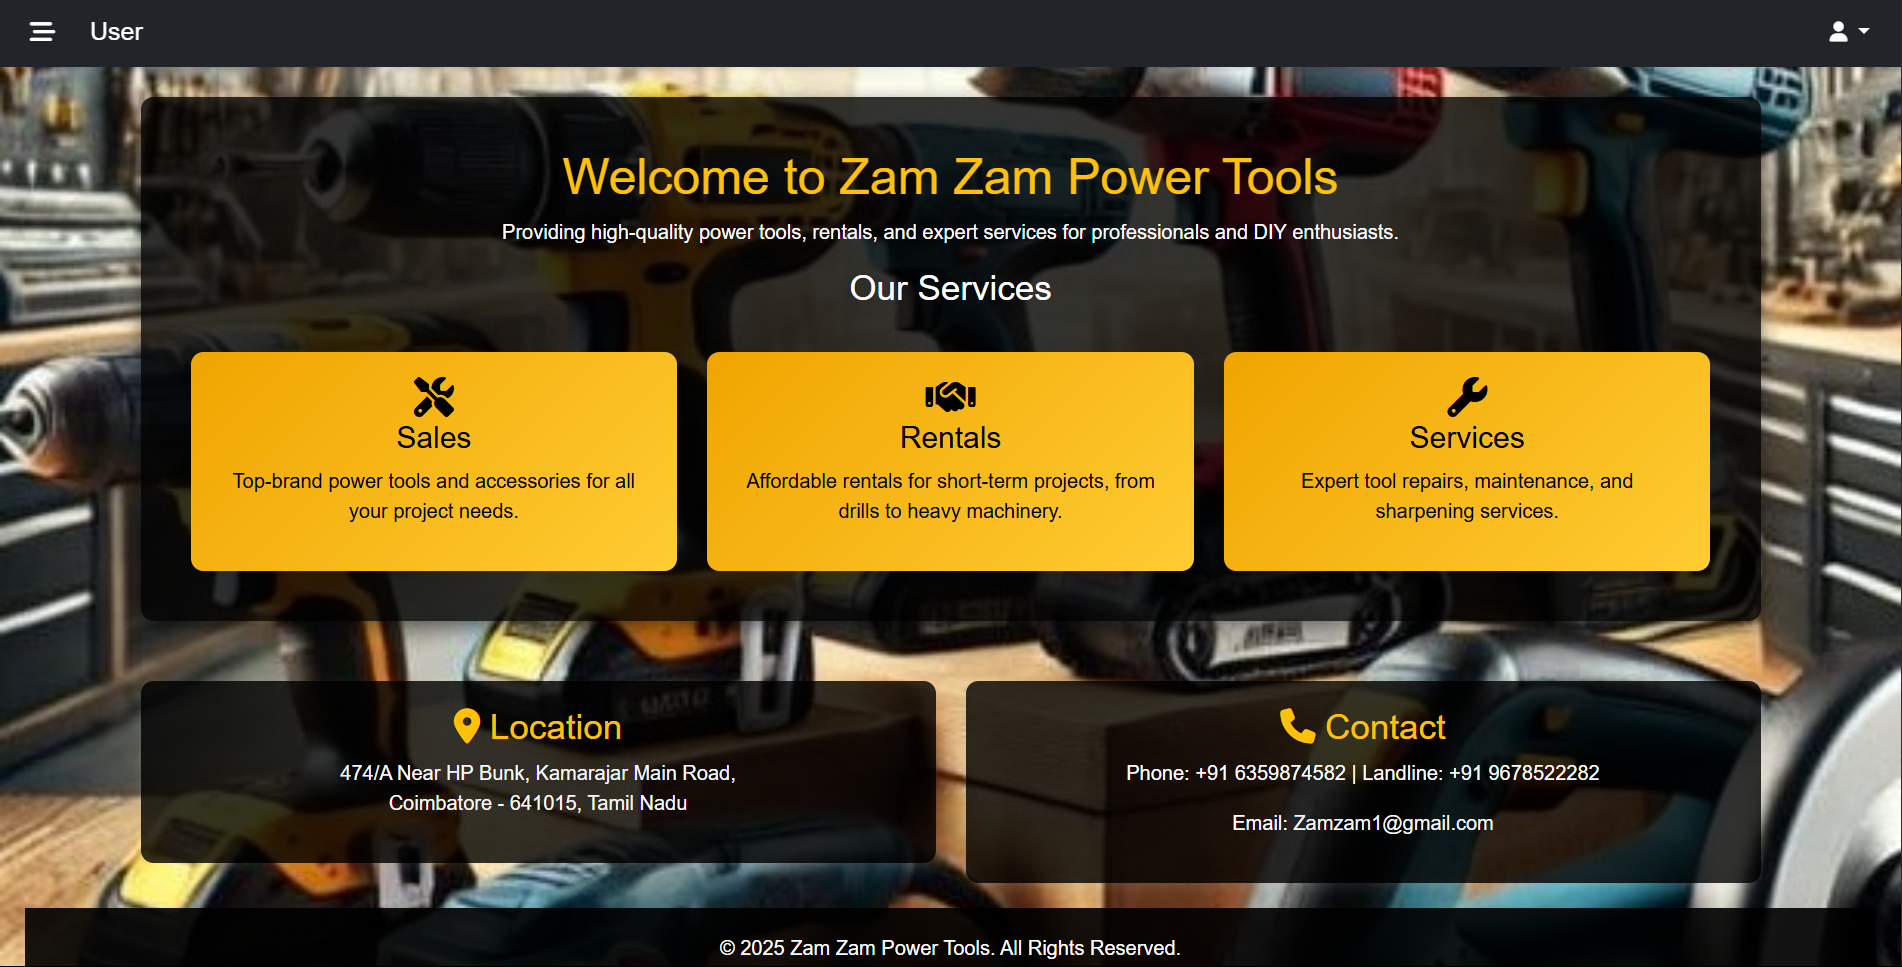 User
Welcome to Zam Zam Power Tools
Providing high-quality power tools, rentals, and expert services for professionals and DIY enthusiasts.
Our Services
Sales
Top-brand power tools and accessories for all
your project needs.
Rentals
Affordable rentals for short-term projects, from
drills to heavy machinery.
Services
Expert tool repairs, maintenance, and
sharpening services.
Location
474/A Near HP Bunk, Kamarajar Main Road,
Coimbatore - 641015, Tamil Nadu
Contact
Phone: +91 6359874582 | Landline: +91 9678522282
Email: Zamzam1@gmail.com
© 2025 Zam Zam Power Tools. All Rights Reserved.